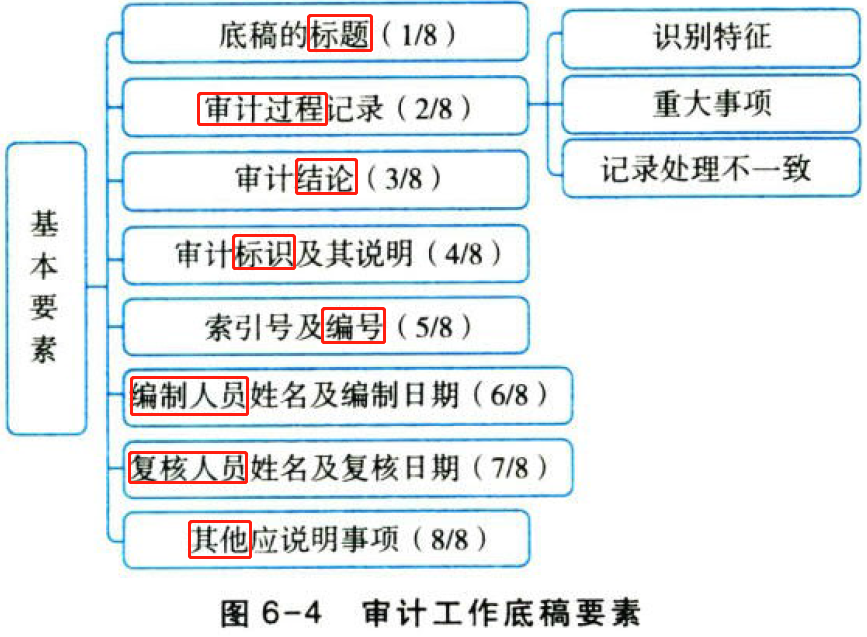 底稿的标题（1/8）
审计过程记录（2/8）
审计结论（3/8）
审计标识及其说明（4/8）
索引号及编号（5/8）
编制人员姓名及编制日期（6/8）
复核人员姓名及复核日期（7/8）
其他应说明事项（8/8）
识别特征
重大事项
记录处理不一致
基本要素
图 6-4 审计工作底稿要素